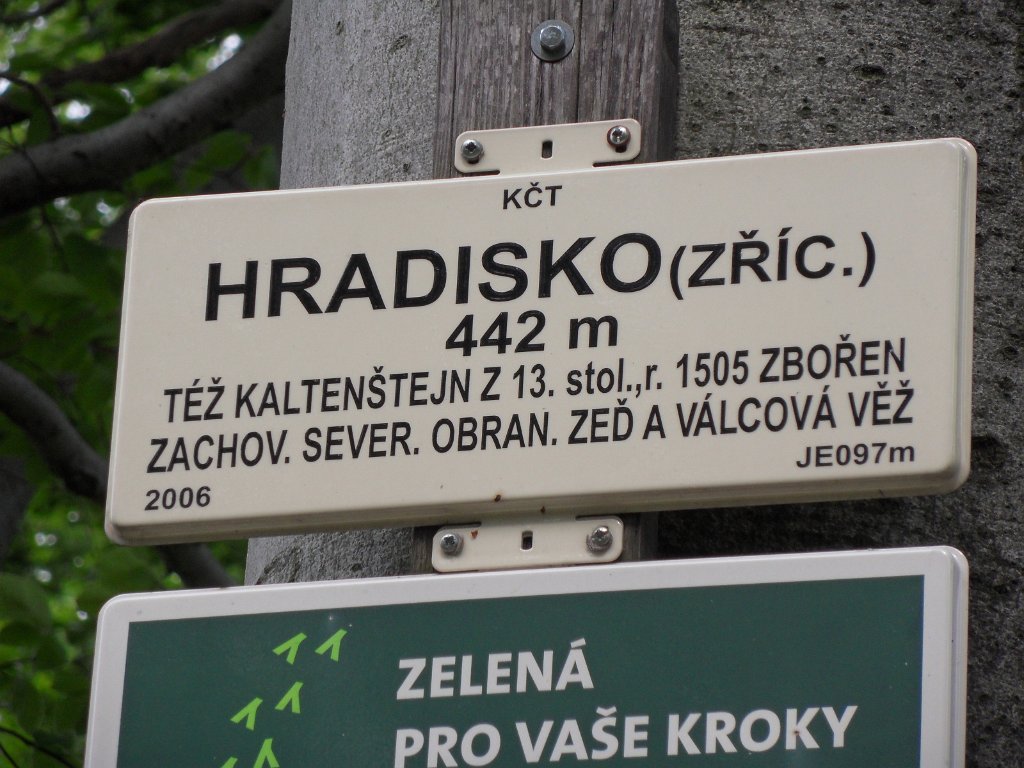 KČT
HRADISKO (ZŘÍC.)
442 m
TÉŽ KALTENŠTEJN Z 13. stol.,r. 1505 ZBOŘEN
ZACHOV. SEVER. OBRAN. ZEĎ A VÁLCOVÁ VĚŽ
JE097m
2006
ZELENÁ
PRO VAŠE KROKY